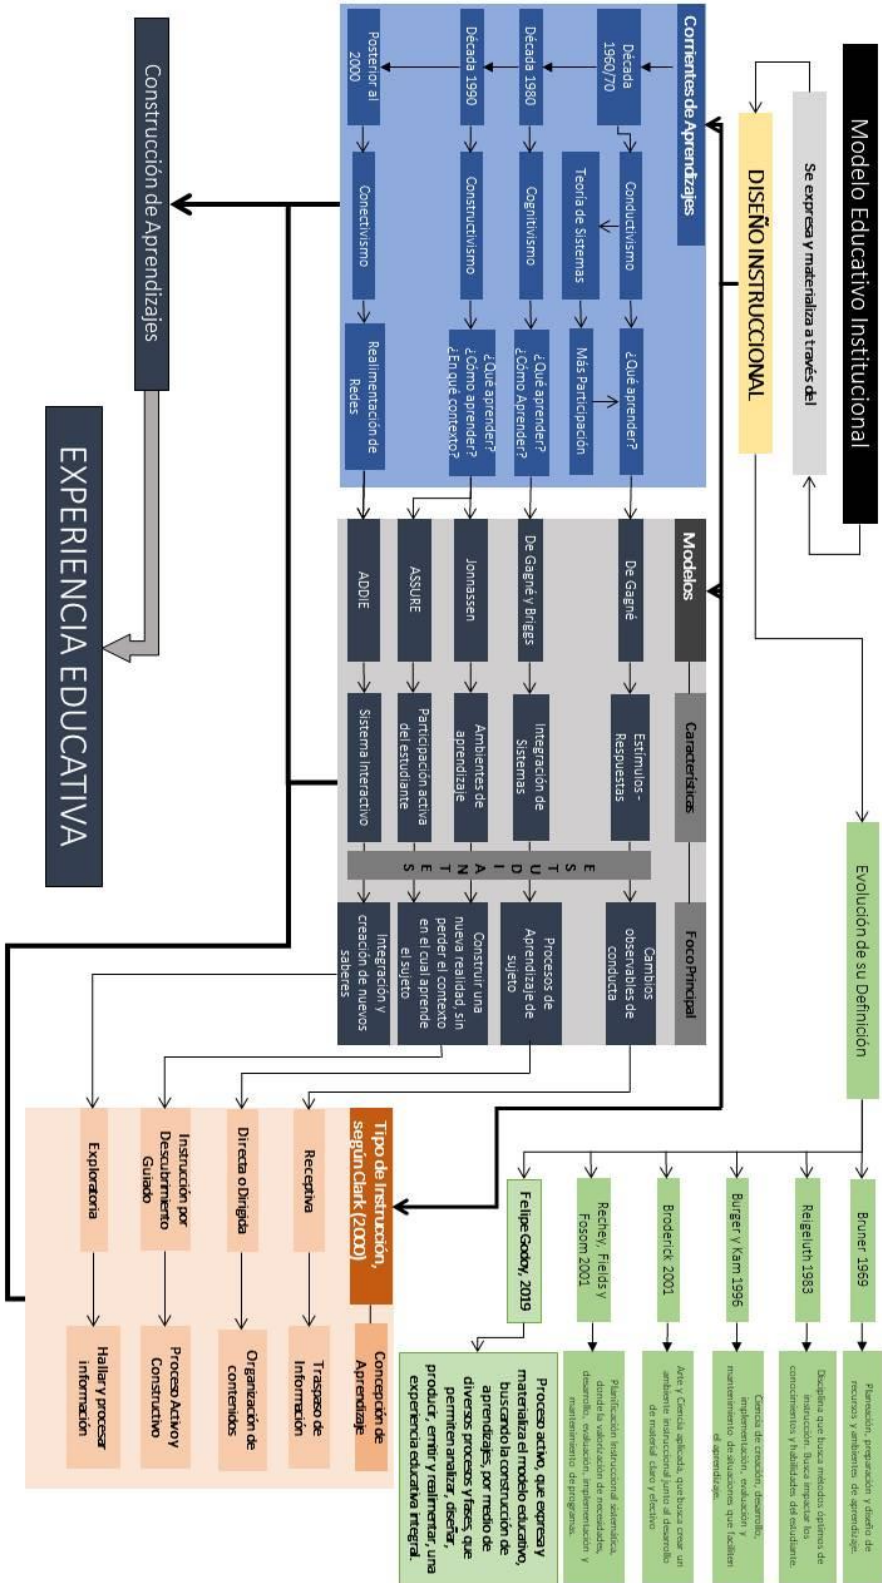 Modelo Educativo Institucional
Se expresa y materializa a través del
DISEÑO INSTRUCCIONAL
Evolución de su Definición
Bruner 1969
Planeación, preparación y diseño de
recursos y ambientes de aprendizaje.
Reigeluth 1983
Disciplina que busca métodos óptimos de
instrucción. Busca impactar los
conocimientos y habilidades del estudiante.
Burger y Kam 1996
Ciencia de creación, desarrollo,
implementación, evaluación y
mantenimiento de situaciones que faciliten
el aprendizaje.
Broderick 2001
Arte y Ciencia aplicada, que busca crear un
ambiente instruccional junto al desarrollo
de material claro y efectivo
Rechey, Fields y
Fosom 2001
Planificación instruccional sistemática,
donde la valorización de necesidades,
desarrollo, evaluación, implementación y
mantenimiento de programas.
Felipe Godoy, 2019
Proceso activo, que expresa y
materializa el modelo educativo,
buscando la construcción de
aprendizajes, por medio de
diversos procesos y fases, que
permiten analizar, diseñar,
producir, emitir y realimentar, una
experiencia educativa integral.
Corrientes de Aprendizajes
Década
1960/70
Conductivismo
¿Qué aprender?
Teoría de Sistemas
Más Participación
Década 1980
Cognitivismo
¿Qué aprender?
¿Cómo Aprender?
Década 1990
Constructivismo
¿Qué aprender?
¿Cómo aprender?
¿En qué contexto?
Posterior al
2000
Conectivismo
Realimentación de
Redes
Modelos
Características
Foco Principal
De Gagné
Estímulos -
Respuestas
Cambios
observables de
conducta
De Gagné y Briggs
Integración de
Sistemas
Procesos de
Aprendizaje de
sujeto
Jonnassen
Ambientes de
aprendizaje
ASSURE
Participación activa
del estudiante
Construir una
nueva realidad, sin
perder el contexto
en el cual aprende
el sujeto
ADDIE
Sistema Interactivo
Integración y
creación de nuevos
saberes
ESTUDIANTES
Tipo de Instrucción,
según Clark (2000)
Concepción de
Aprendizaje
Receptiva
Traspaso de
Información
Directa o Dirigida
Organización de
contenidos
Instrucción por
Descubrimiento
Guiado
Proceso Activo y
Constructivo
Exploratoria
Hallar y procesar
información
Construcción de Aprendizajes
EXPERIENCIA EDUCATIVA